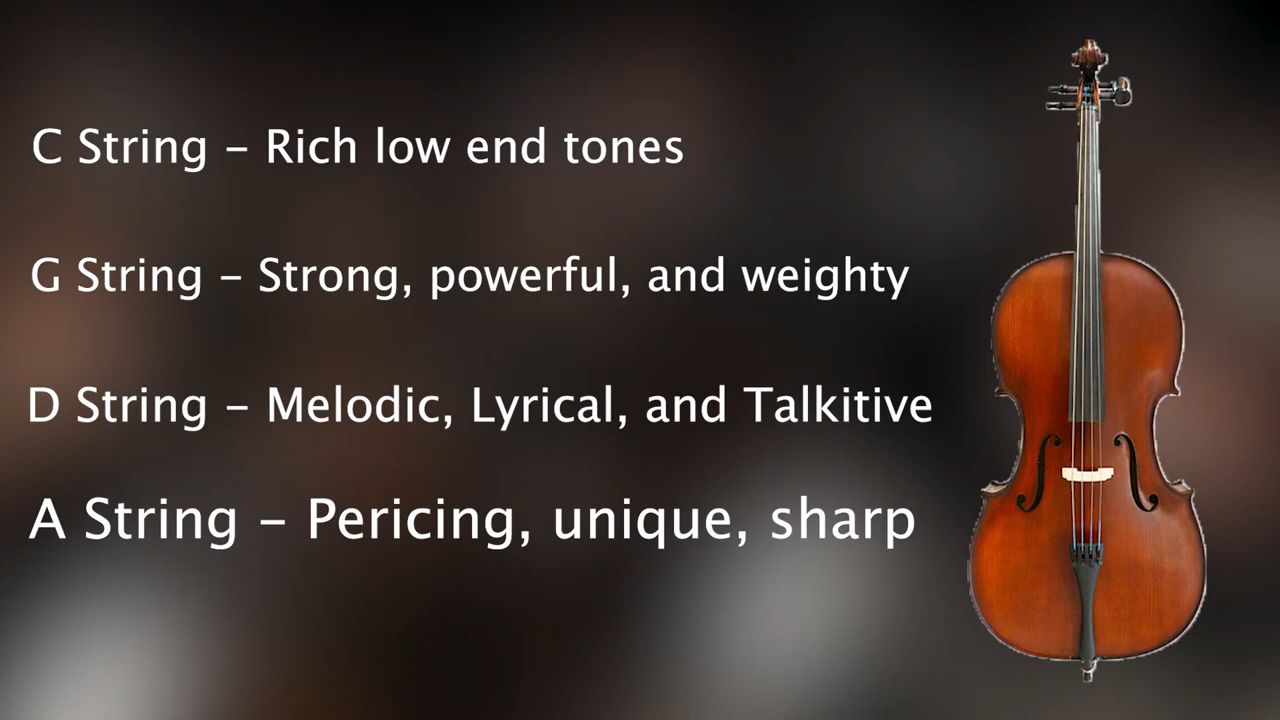 C String – Rich low end tones
G String – Strong, powerful, and weighty
D String – Melodic, Lyrical, and Talkitive
A String – Pericing, unique, sharp